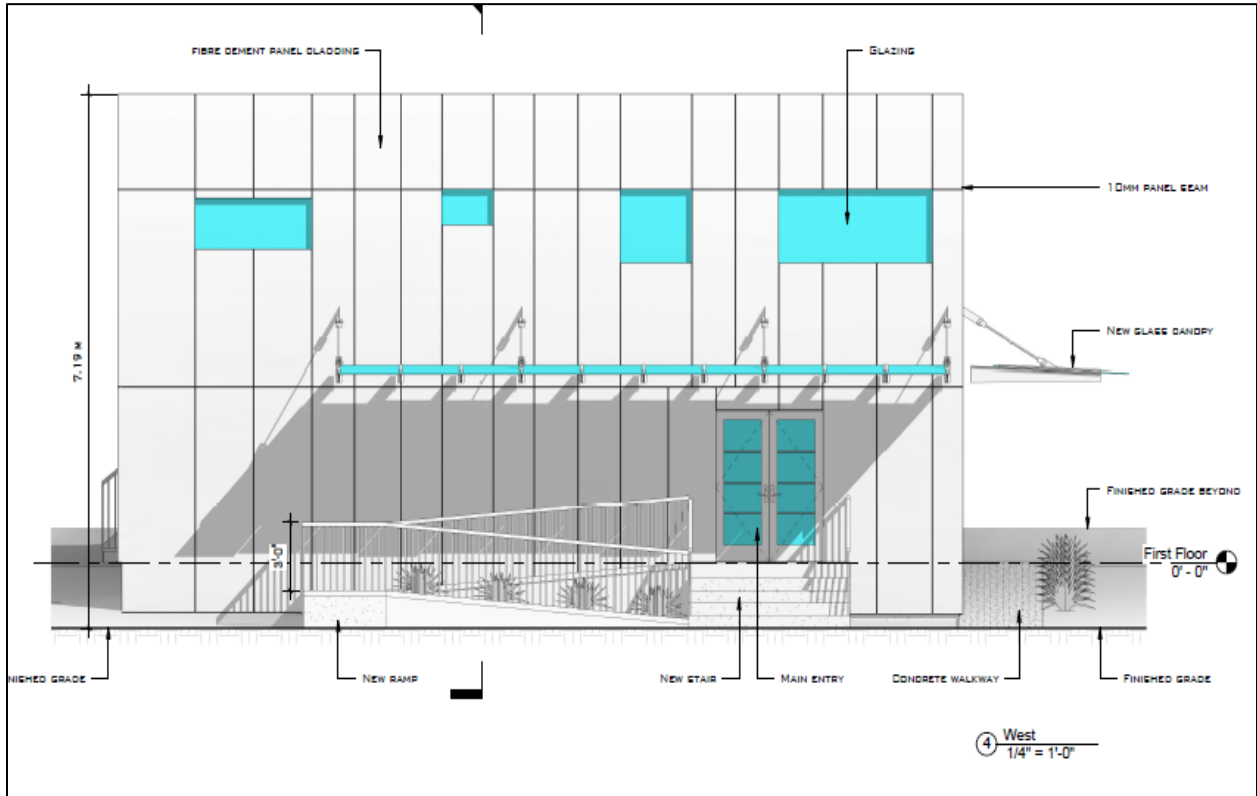 FIBRE CEMENT PANEL CLADDING
GLAZING
10MM PANEL SEAM
7.19 M
NEW GLASS CANOPY
FINISHED GRADE BEYOND
3'-0"
First Floor
0' - 0"
NISHED GRADE
NEW RAMP
NEW STAIR
MAIN ENTRY
CONCRETE WALKWAY
FINISHED GRADE
4
West
1/4" = 1'-0"